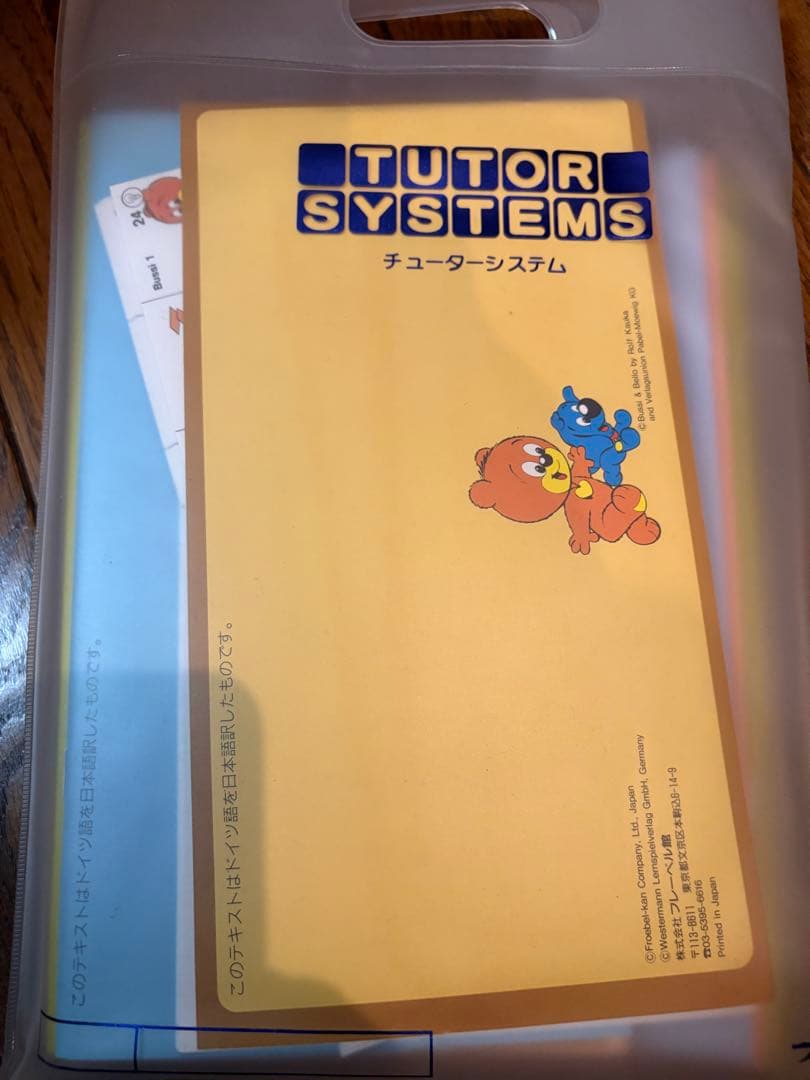 TUTOR
SYSTEMS
チューターシステム
24
Bussi 1
© Bussi & Bello by Rolf Kauka
and Verlagsunion Pabel-Moewig KG
このテキストはドイツ語を日本語訳したものです。
このテキストはドイツ語を日本語訳したものです。
© Froebel-kan Company, Ltd., Japan
© Westermann Lernspielverlag GmbH, Germany
株式会社フレーベル館
〒113-8611 東京都文京区本駒込6-14-9
☎03-5395-6616
Printed in Japan